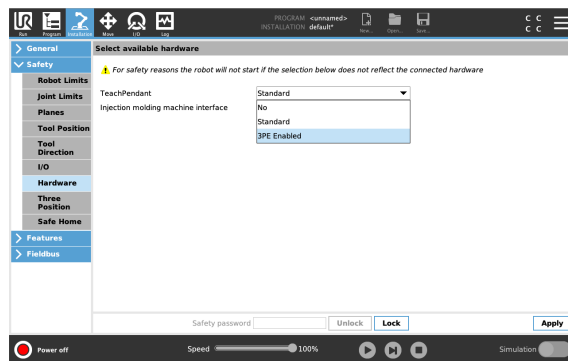 UR
PROGRAM <unnamed>
INSTALLATION default*
Run Program Installation Move I/O Log New... Open... Save...
C C
C C
General
Select available hardware
Safety
For safety reasons the robot will not start if the selection below does not reflect the connected hardware
Robot Limits
Joint Limits
TeachPendant Standard
Planes
Injection molding machine interface No
Tool Position
Standard
Tool Direction
3PE Enabled
I/O
Hardware
Three Position
Safe Home
Features
Fieldbus
Safety password Unlock Lock Apply
Power off Speed 100% Simulation